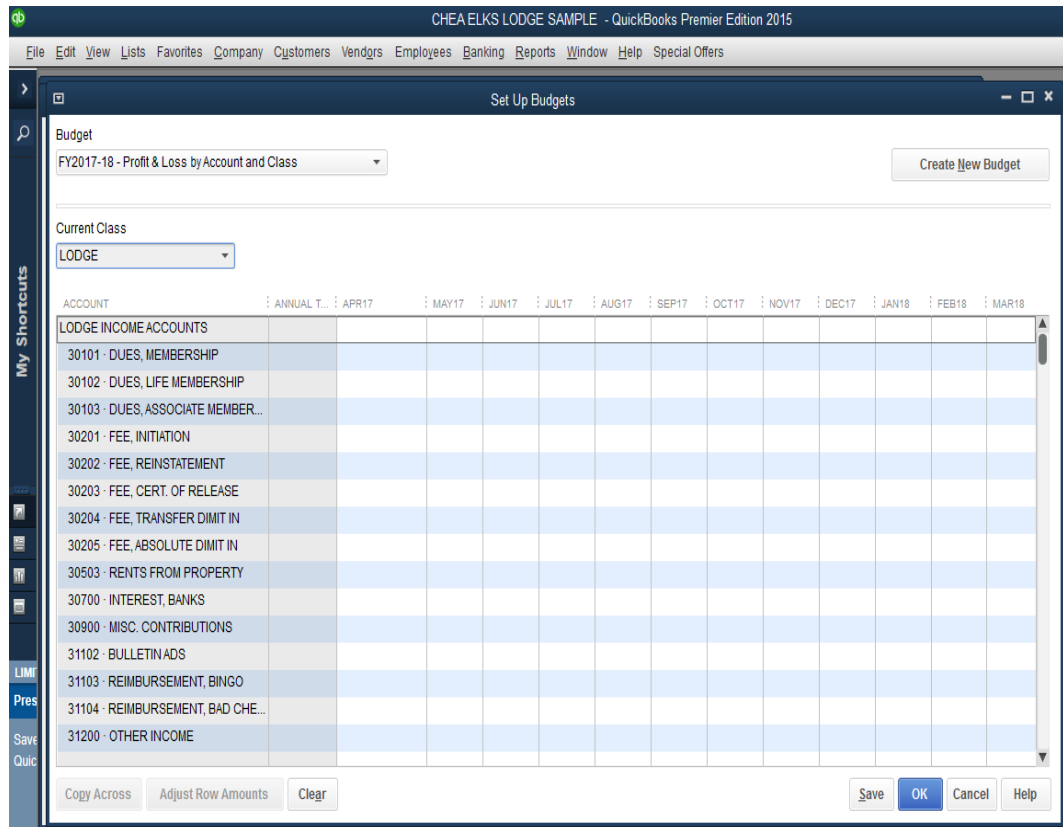 qb CHEA ELKS LODGE SAMPLE - QuickBooks Premier Edition 2015
File Edit View Lists Favorites Company Customers Vendors Employees Banking Reports Window Help Special Offers
Set Up Budgets
Budget
FY2017-18 - Profit & Loss by Account and Class
Create New Budget
Current Class
LODGE
My Shortcuts
ACCOUNT ANNUAL T... APR17 MAY17 JUN17 JUL17 AUG17 SEP17 OCT17 NOV17 DEC17 JAN18 FEB18 MAR18
LODGE INCOME ACCOUNTS
30101 · DUES, MEMBERSHIP
30102 · DUES, LIFE MEMBERSHIP
30103 · DUES, ASSOCIATE MEMBER...
30201 · FEE, INITIATION
30202 · FEE, REINSTATEMENT
30203 · FEE, CERT. OF RELEASE
30204 · FEE, TRANSFER DIMIT IN
30205 · FEE, ABSOLUTE DIMIT IN
30503 · RENTS FROM PROPERTY
30700 · INTEREST, BANKS
30900 · MISC. CONTRIBUTIONS
31102 · BULLETIN ADS
31103 · REIMBURSEMENT, BINGO
31104 · REIMBURSEMENT, BAD CHE...
31200 · OTHER INCOME
LIMI
Pres
Save
Quic
Copy Across Adjust Row Amounts Clear Save OK Cancel Help